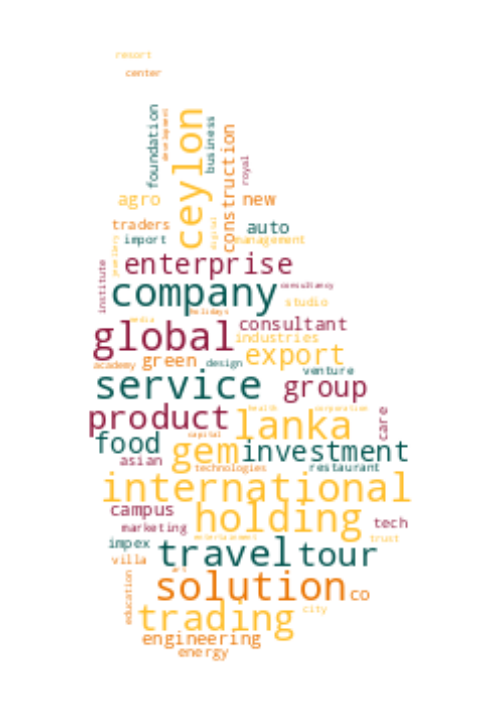 resort
center
foundation
development
ceylon
business
construction
royal
agro
new
traders
auto
import
digital
management
jewellery
enterprise
institute
company
consultancy
studio
holidays
media
global
consultant
industries
academy
green
design
export
venture
service
group
product
lanka
health
corporation
care
food
capital
gem
investment
asian
technologies
restaurant
international
campus
holding
tech
marketing
entertainment
trust
impex
travel
tour
villa
art
education
solution
co
trading
city
engineering
energy